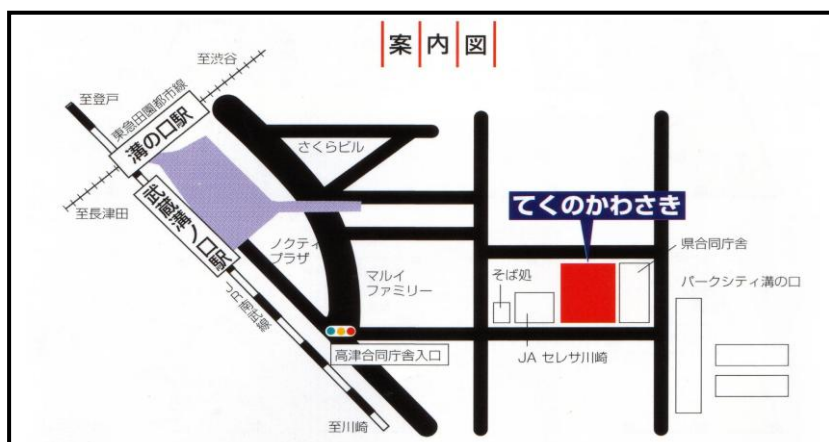 案内図
至渋谷
至登戸
東急田園都市線
溝の口駅
さくらビル
至長津田
武蔵溝ノ口駅
てくのかわさき
ノクティ
プラザ
マルイ
ファミリー
県合同庁舎
そば処
パークシティ溝の口
JR南武線
高津合同庁舎入口
JA セレサ川崎
至川崎